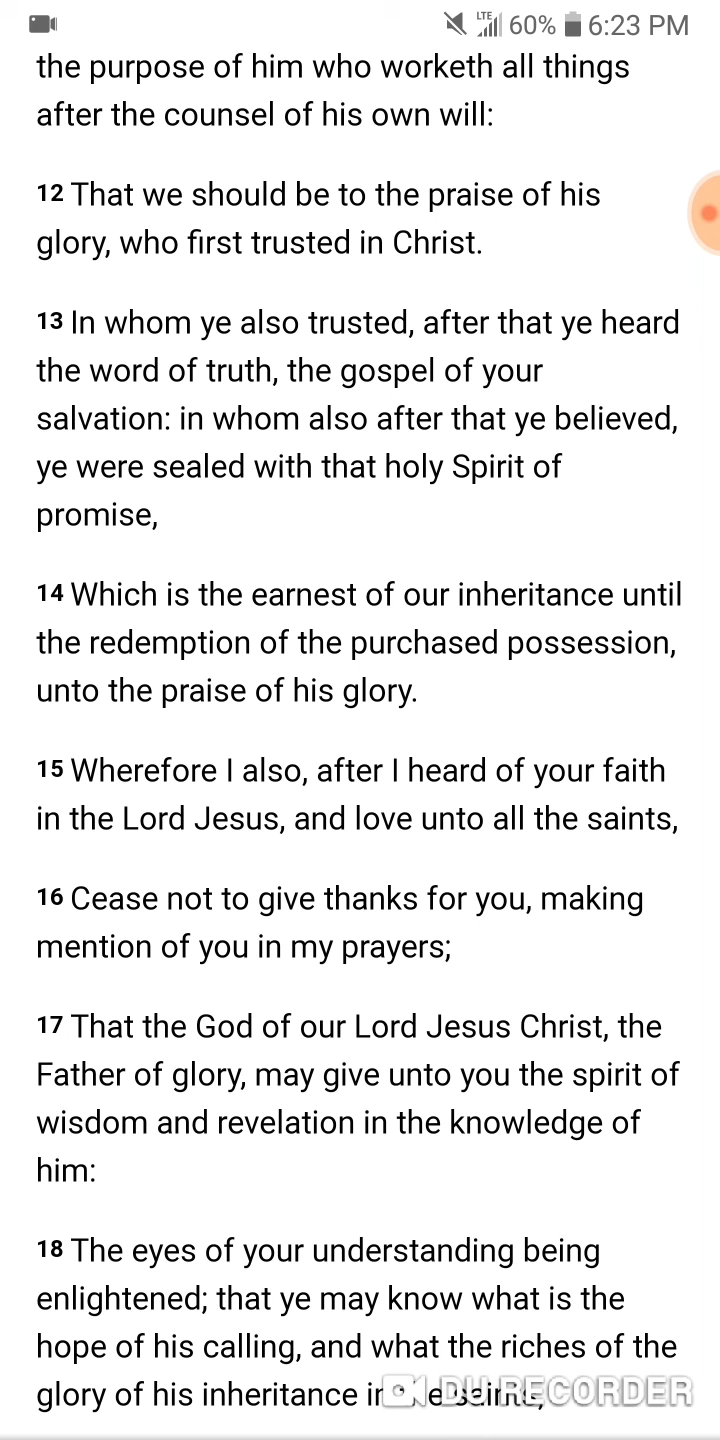 LTE 60% 6:23 PM
the purpose of him who worketh all things
after the counsel of his own will:
12 That we should be to the praise of his
glory, who first trusted in Christ.
13 In whom ye also trusted, after that ye heard
the word of truth, the gospel of your
salvation: in whom also after that ye believed,
ye were sealed with that holy Spirit of
promise,
14 Which is the earnest of our inheritance until
the redemption of the purchased possession,
unto the praise of his glory.
15 Wherefore I also, after I heard of your faith
in the Lord Jesus, and love unto all the saints,
16 Cease not to give thanks for you, making
mention of you in my prayers;
17 That the God of our Lord Jesus Christ, the
Father of glory, may give unto you the spirit of
wisdom and revelation in the knowledge of
him:
18 The eyes of your understanding being
enlightened; that ye may know what is the
hope of his calling, and what the riches of the
glory of his inheritance in the saints,
DU RECORDER